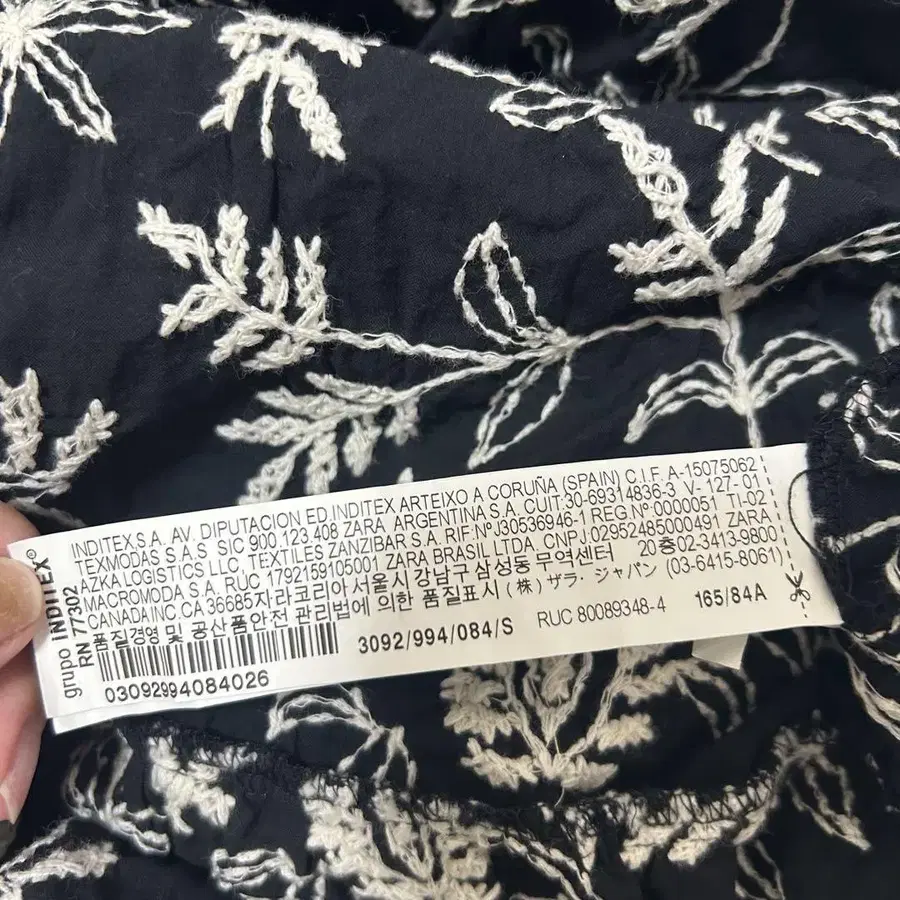 grupo INDITEX®
RN 77302
INDITEX,S.A. AV. DIPUTACION ED.INDITEX ARTEIXO A CORUÑA (SPAIN) C.I.F. A-15075062
TEXMODAS S.A.S SIC 900.123.408 ZARA ARGENTINA S.A. CUIT:30-69314836-3 V-127-01
AZKA LOGISTICS LLC, TEXTILES ZANZIBAR S.A. RIF.Nº J30536946-1 REG.Nº 0000051 TI-02
MACROMODA S.A. RUC 1792159105001 ZARA BRASIL LTDA. CNPJ.02952485000491 ZARA
CANADAINC CA 36685자라코리아 서울시 강남구삼성동 무역센터 20층02-3413-9800
품질경영 및 공산품안전 관리법에 의한 품질표시 (株) ザラ・ジャパン (03-6415-8061)
3092/994/084/S RUC 80089348-4 165/84A
03092994084026